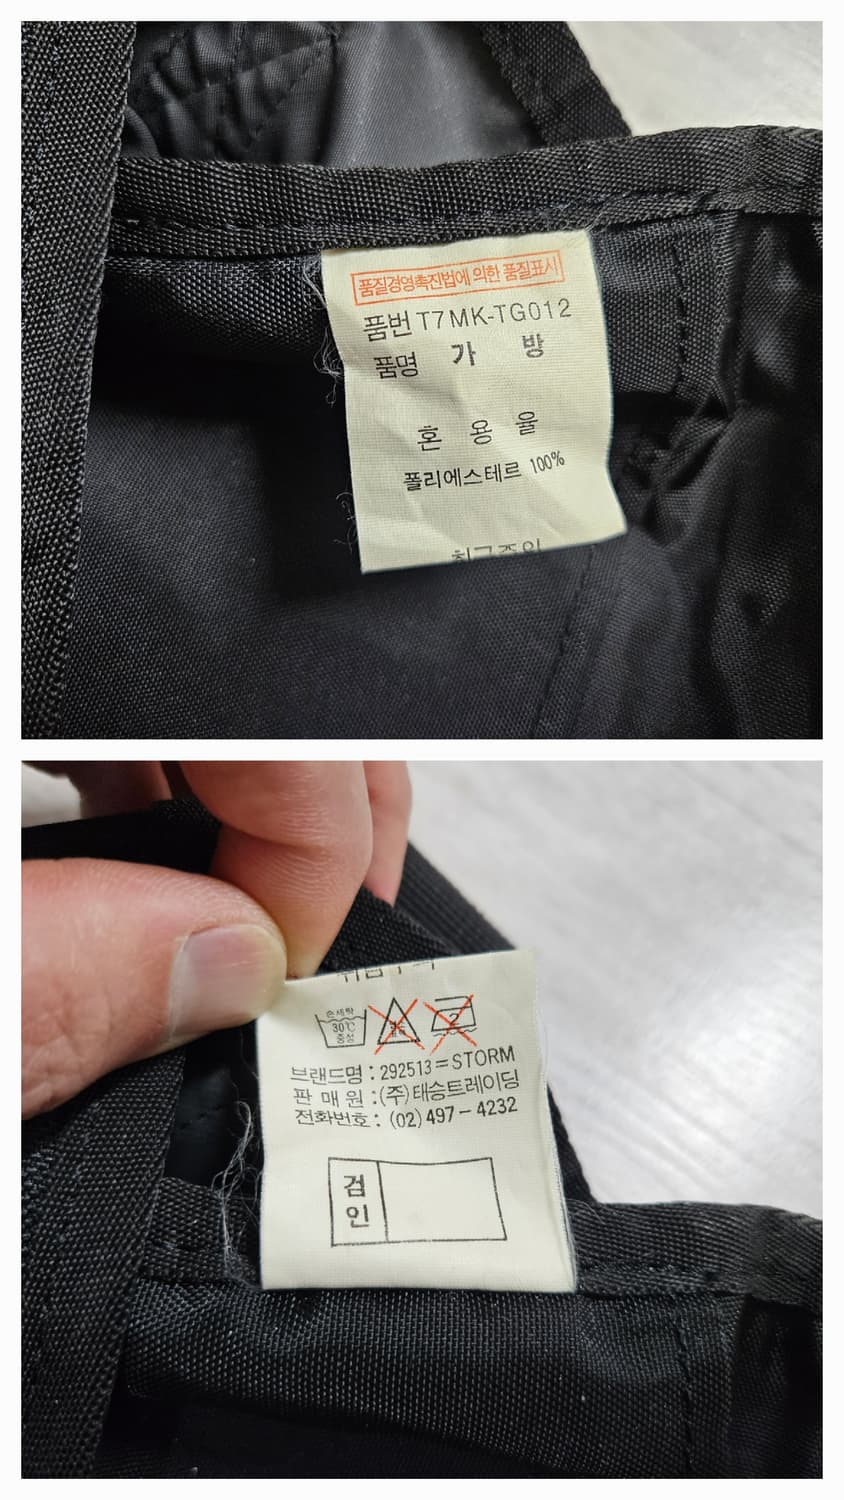 품질경영촉진법에 의한 품질표시
품번 T7MK-TG012
품명 가 방
혼 용 율
폴리에스테르 100%
손세탁
30℃
중성
2
브랜드명 : 292513=STORM
판 매 원 : (주)태승트레이딩
전화번호 : (02) 497-4232
검
인